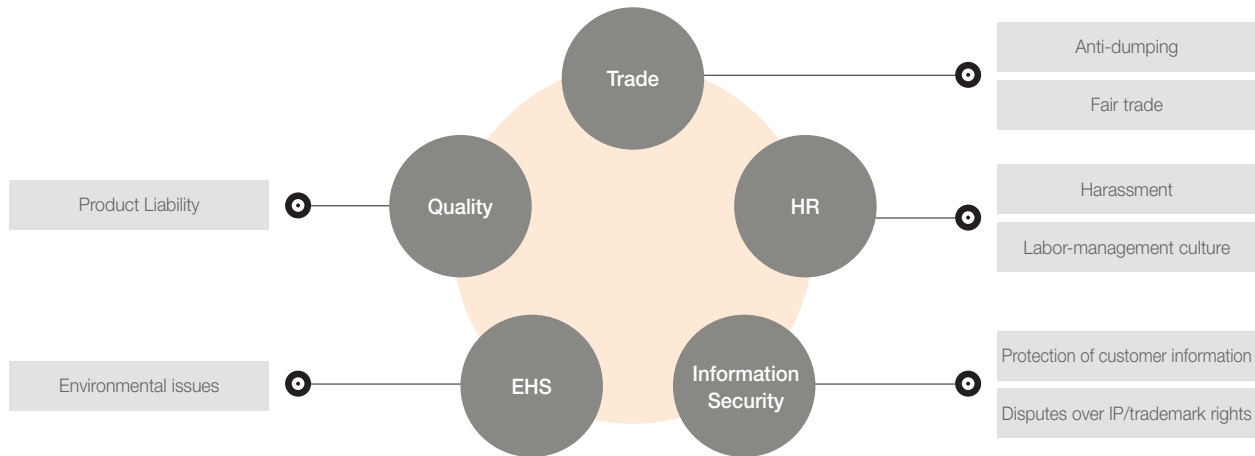 Trade
Anti-dumping
Fair trade
Quality
Product Liability
HR
Harassment
Labor-management culture
EHS
Environmental issues
Information
Security
Protection of customer information
Disputes over IP/trademark rights